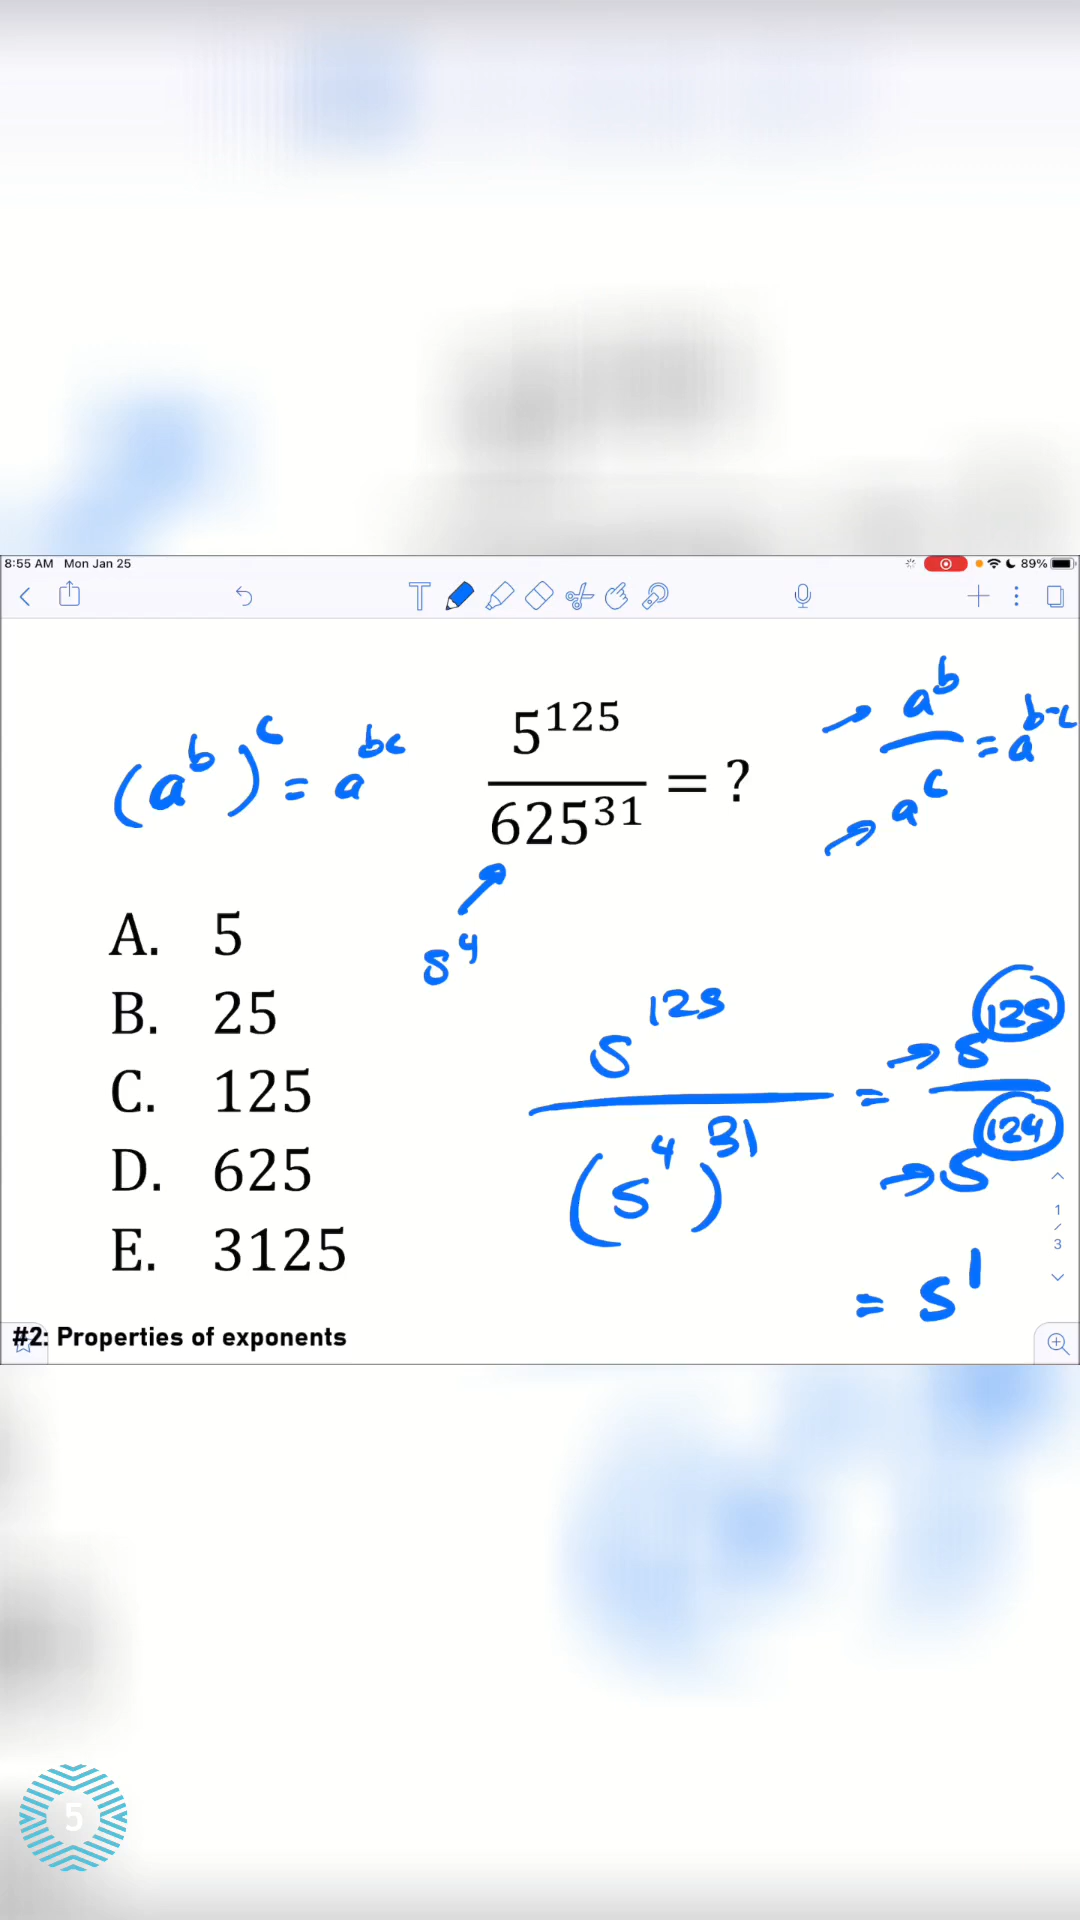 8:55 AM Mon Jan 25
89%
T
(a^b)^c = a^bc
5^125 / 625^31 = ?
a^b / a^c = a^b-c
5^4
A. 5
B. 25
C. 125
D. 625
E. 3125
5^125 / (5^4)^31 = 5^125 / 5^124
= 5^1
1
/
3
#2: Properties of exponents
5